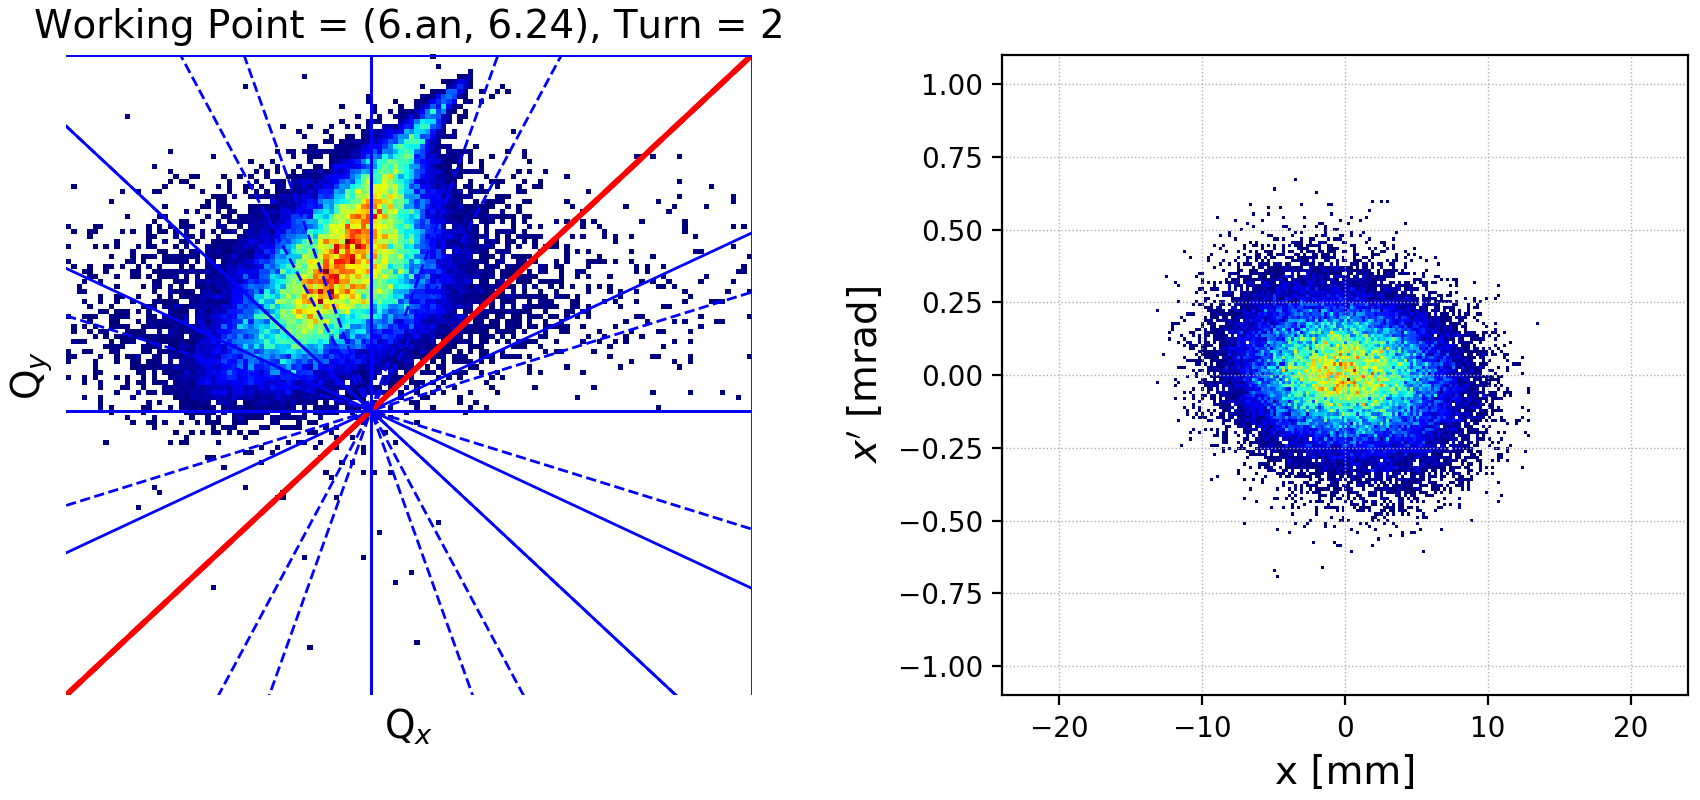 Working Point = (6.an, 6.24), Turn = 2
Q_y
Q_x
1.00
0.75
0.50
0.25
0.00
−0.25
−0.50
−0.75
−1.00
x′ [mrad]
−20 −10 0 10 20
x [mm]